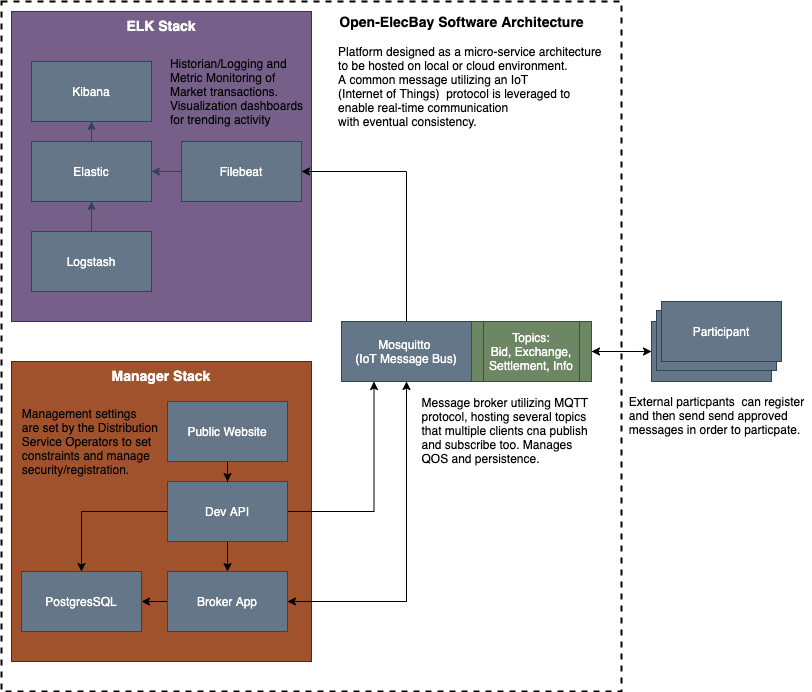 ELK Stack
Historian/Logging and
Metric Monitoring of
Market transactions.
Visualization dashboards
for trending activity
Kibana
Elastic
Filebeat
Logstash
Open-ElecBay Software Architecture
Platform designed as a micro-service architecture
to be hosted on local or cloud environment.
A common message utilizing an IoT
(Internet of Things)  protocol is leveraged to
enable real-time communication
with eventual consistency.
Mosquitto
(IoT Message Bus)
Topics:
Bid, Exchange,
Settlement, Info
Participant
External particpants  can register
and then send send approved
messages in order to particpate.
Message broker utilizing MQTT
protocol, hosting several topics
that multiple clients cna publish
and subscribe too. Manages
QOS and persistence.
Manager Stack
Management settings
are set by the Distribution
Service Operators to set
constraints and manage
security/registration.
Public Website
Dev API
PostgresSQL
Broker App